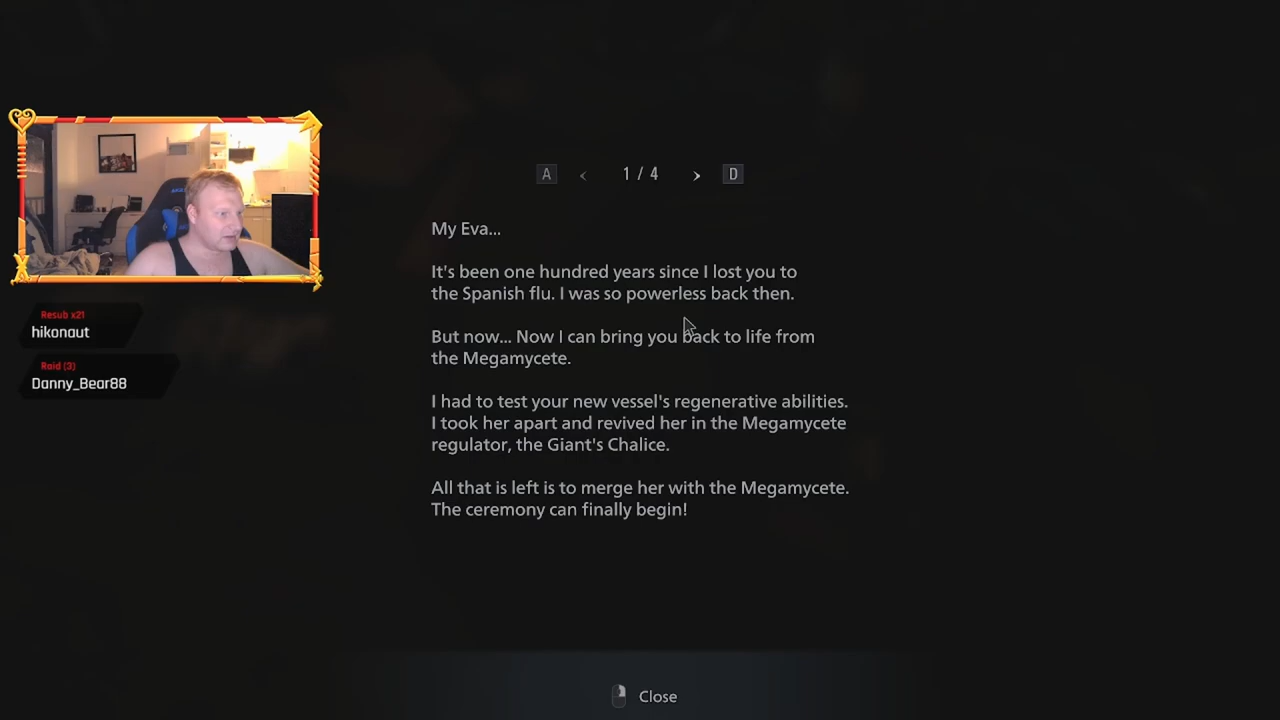 A < 1 / 4 > D
My Eva...
It's been one hundred years since I lost you to
the Spanish flu. I was so powerless back then.
But now... Now I can bring you back to life from
the Megamycete.
I had to test your new vessel's regenerative abilities.
I took her apart and revived her in the Megamycete
regulator, the Giant's Chalice.
All that is left is to merge her with the Megamycete.
The ceremony can finally begin!
Resub x21
hikonaut
Raid (3)
Danny_Bear88
Close